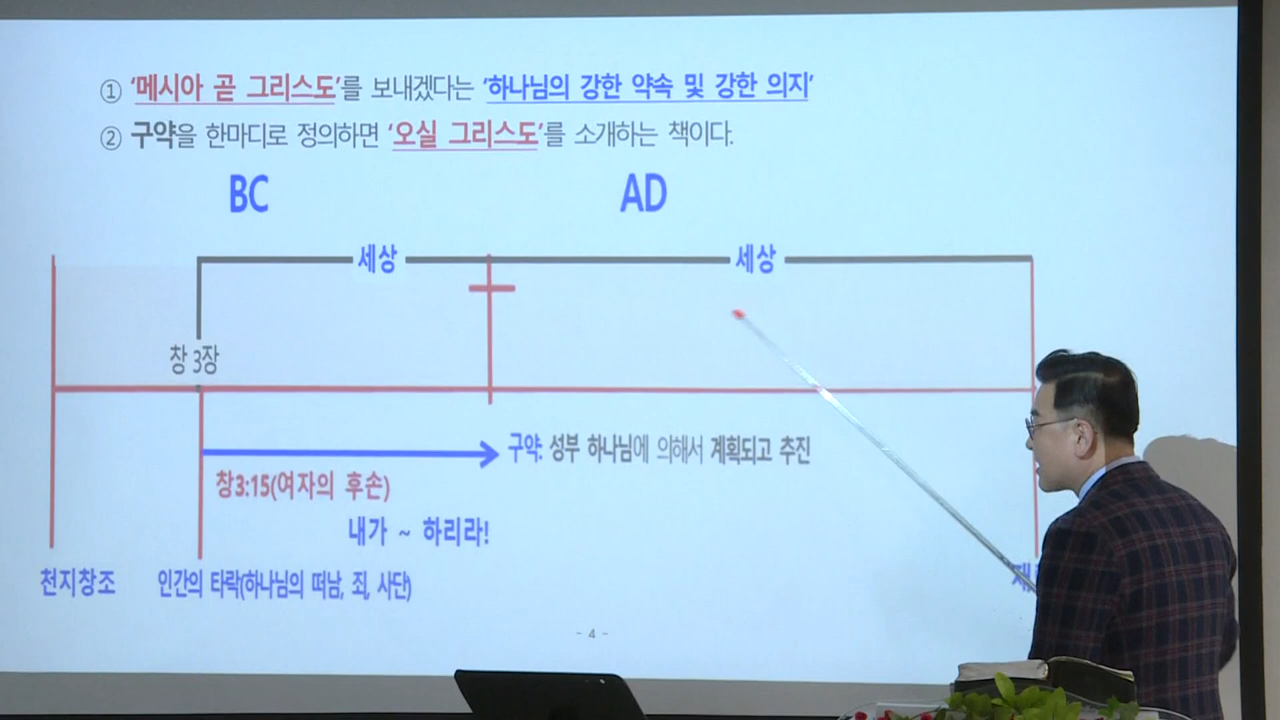 ① ‘메시아 곧 그리스도’를 보내겠다는 ‘하나님의 강한 약속 및 강한 의지’
② 구약을 한마디로 정의하면 ‘오실 그리스도’를 소개하는 책이다.
BC AD
세상 세상
창 3장
구약: 성부 하나님에 의해서 계획되고 추진
창3:15(여자의 후손)
내가 ~ 하리라!
천지창조 인간의 타락(하나님의 떠남, 죄, 사단)
- 4 -